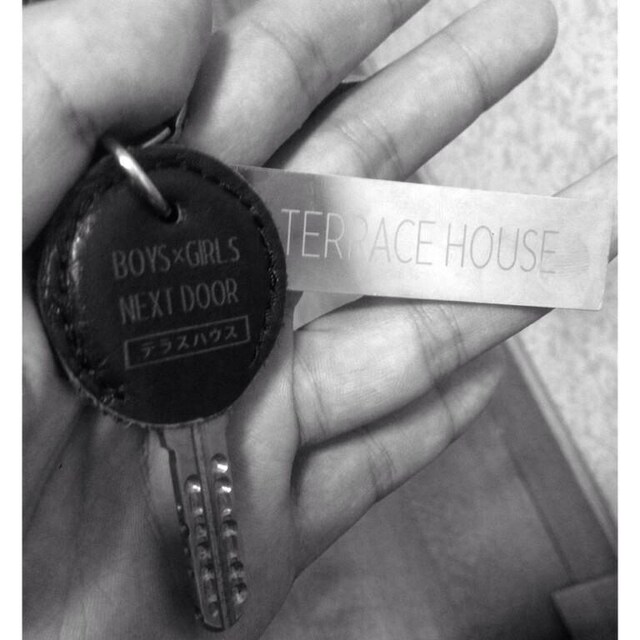 BOYS×GIRLS
NEXT DOOR
テラスハウス
TERRACE HOUSE